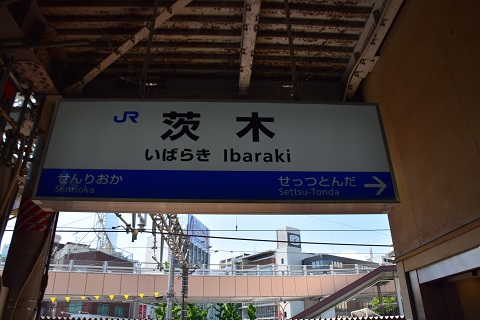 JR 茨木
いばらき Ibaraki
せんりおか せっつとんだ →
Senrioka Settsu-Tonda